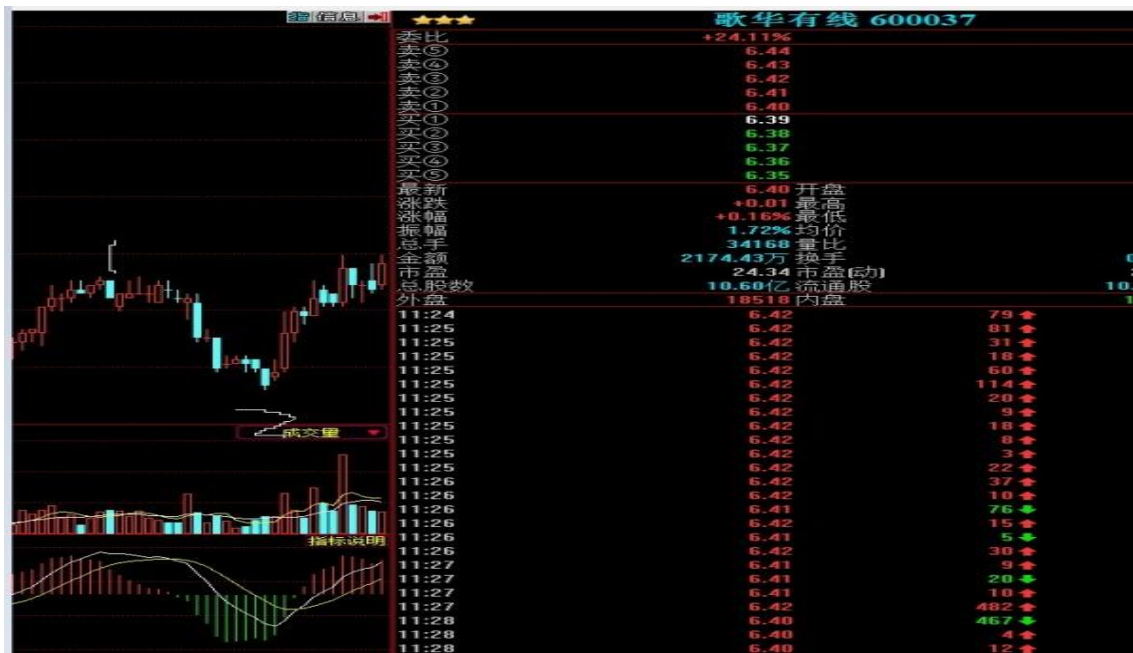 信息
★★★ 歌华有线 600037
委比 +24.11%
卖⑤ 6.44
卖④ 6.43
卖③ 6.42
卖② 6.41
卖① 6.40
买① 6.39
买② 6.38
买③ 6.37
买④ 6.36
买⑤ 6.35
最新 6.40 开盘
涨跌 +0.01 最高
涨幅 +0.16% 最低
振幅 1.72% 均价
总手 34168 量比
金额 2174.43万 换手
市盈 24.34 市盈(动)
总股数 10.60亿 流通股 10.
外盘 18518 内盘 1
11:24 6.42 79
11:25 6.42 81
11:25 6.42 31
11:25 6.42 18
11:25 6.42 60
11:25 6.42 114
11:25 6.42 20
11:25 6.42 9
11:25 6.42 18
11:25 6.42 8
11:25 6.42 3
11:25 6.42 22
11:26 6.42 37
11:26 6.42 10
11:26 6.41 76
11:26 6.42 15
11:26 6.41 5
11:26 6.42 30
11:27 6.41 9
11:27 6.41 20
11:27 6.41 10
11:27 6.42 482
11:28 6.40 467
11:28 6.40 4
11:28 6.40 12
成交量
指标说明